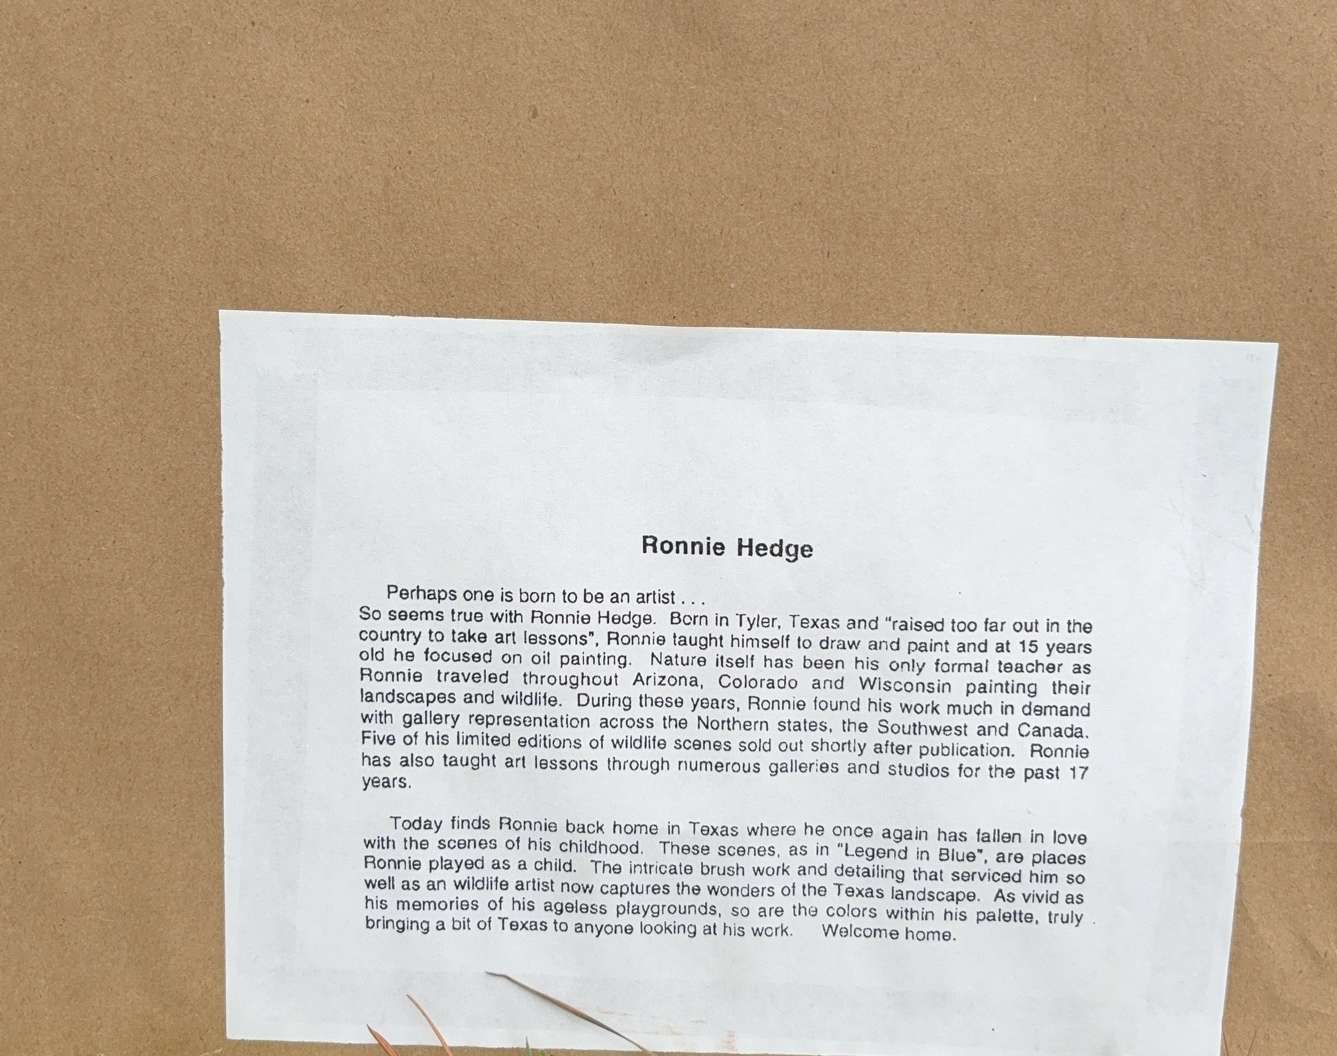 Ronnie Hedge
Perhaps one is born to be an artist . . .
So seems true with Ronnie Hedge. Born in Tyler, Texas and "raised too far out in the
country to take art lessons", Ronnie taught himself to draw and paint and at 15 years
old he focused on oil painting. Nature itself has been his only formal teacher as
Ronnie traveled throughout Arizona, Colorado and Wisconsin painting their
landscapes and wildlife. During these years, Ronnie found his work much in demand
with gallery representation across the Northern states, the Southwest and Canada.
Five of his limited editions of wildlife scenes sold out shortly after publication. Ronnie
has also taught art lessons through numerous galleries and studios for the past 17
years.
Today finds Ronnie back home in Texas where he once again has fallen in love
with the scenes of his childhood. These scenes, as in "Legend in Blue", are places
Ronnie played as a child. The intricate brush work and detailing that serviced him so
well as an wildlife artist now captures the wonders of the Texas landscape. As vivid as
his memories of his ageless playgrounds, so are the colors within his palette, truly
bringing a bit of Texas to anyone looking at his work. Welcome home.